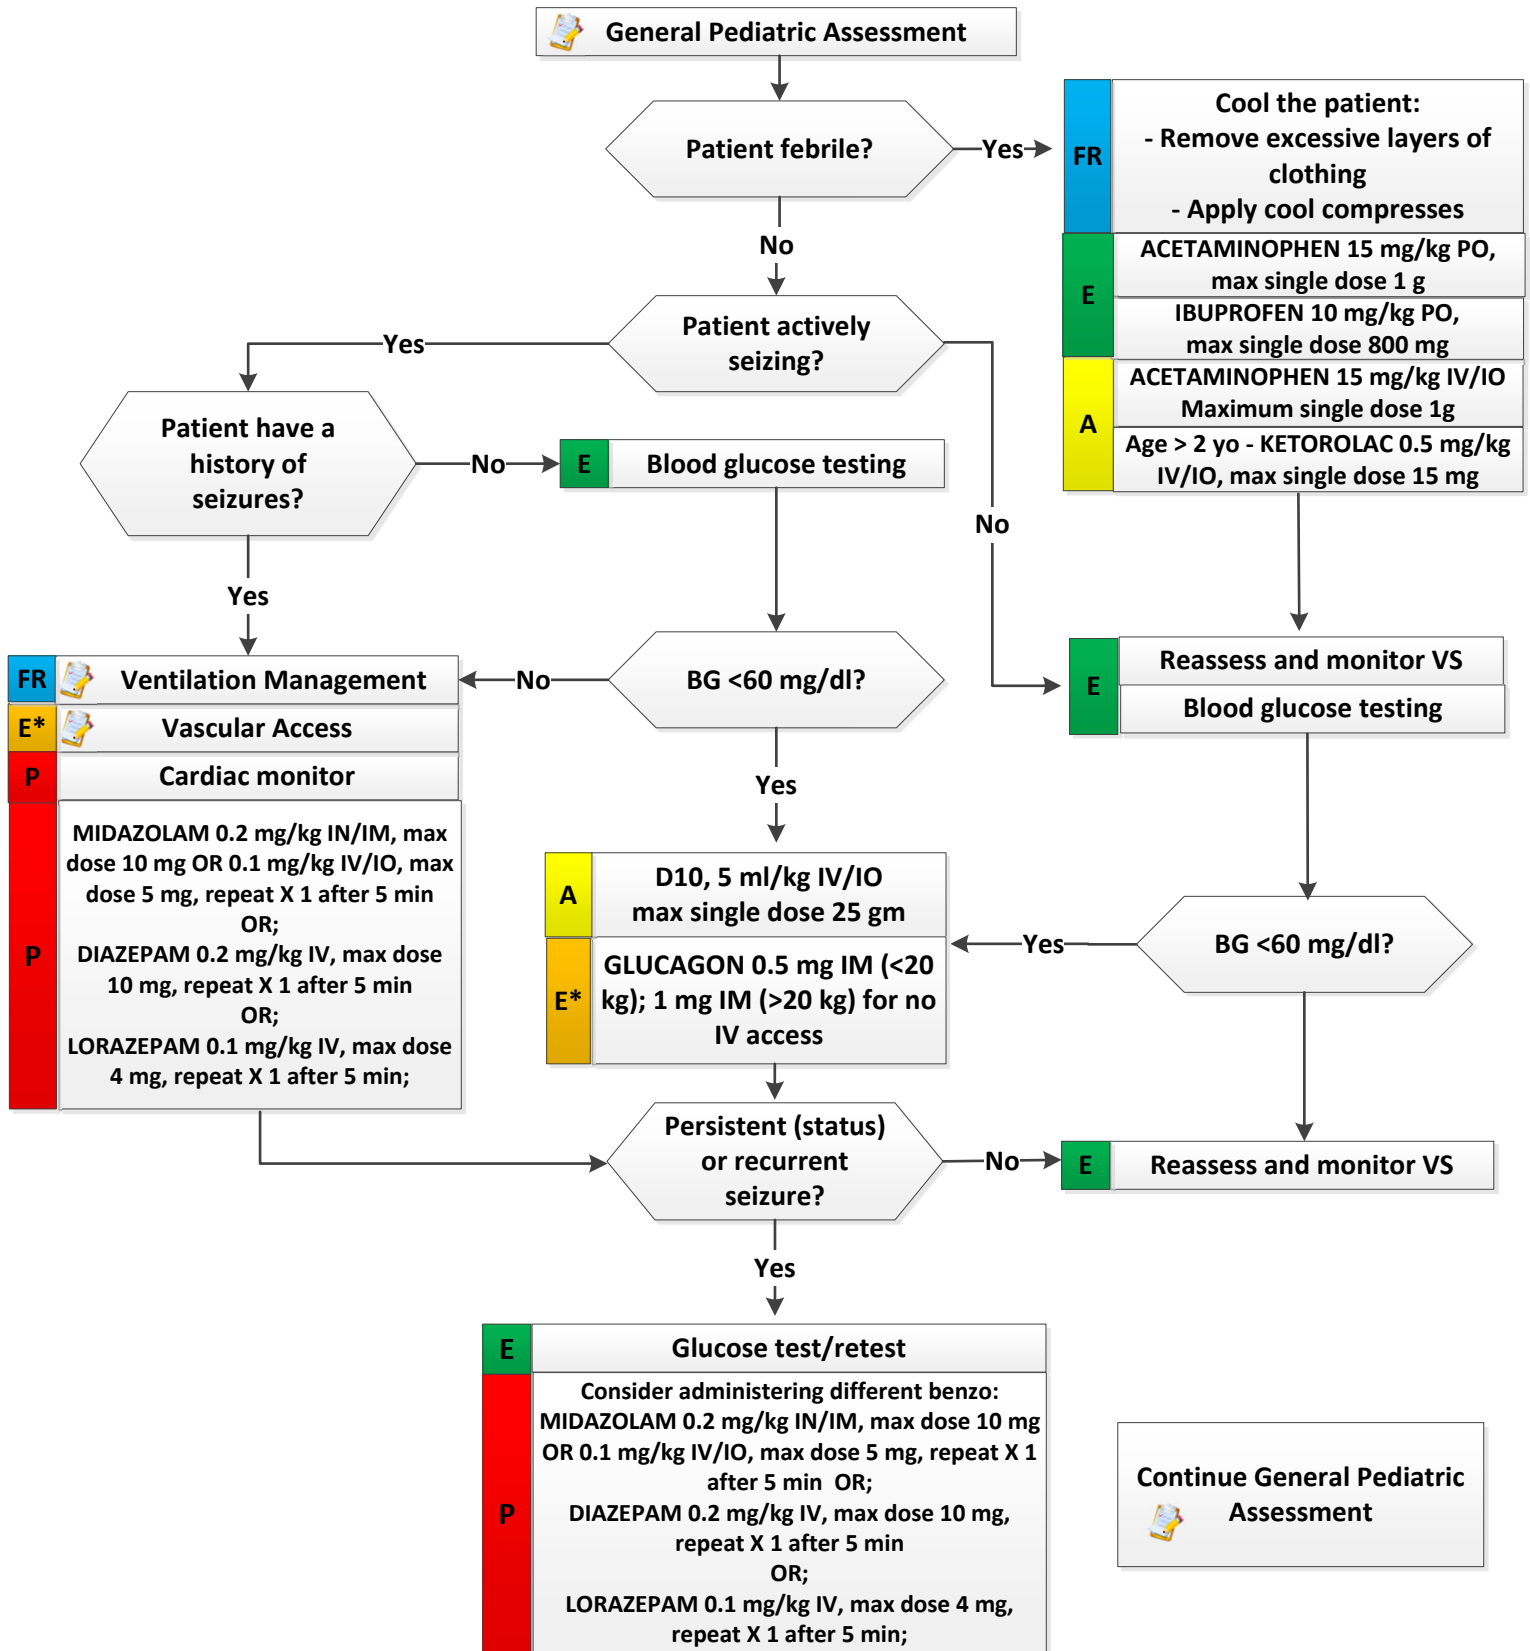 General Pediatric Assessment
Patient febrile?
Yes
FR
Cool the patient:
- Remove excessive layers of
clothing
- Apply cool compresses
E
ACETAMINOPHEN 15 mg/kg PO,
max single dose 1 g
IBUPROFEN 10 mg/kg PO,
max single dose 800 mg
A
ACETAMINOPHEN 15 mg/kg IV/IO
Maximum single dose 1g
Age > 2 yo - KETOROLAC 0.5 mg/kg
IV/IO, max single dose 15 mg
No
Patient actively
seizing?
Yes
No
Patient have a
history of
seizures?
No
E
Blood glucose testing
Yes
BG <60 mg/dl?
No
Yes
E
Reassess and monitor VS
Blood glucose testing
FR
Ventilation Management
E*
Vascular Access
P
Cardiac monitor
P
MIDAZOLAM 0.2 mg/kg IN/IM, max
dose 10 mg OR 0.1 mg/kg IV/IO, max
dose 5 mg, repeat X 1 after 5 min
OR;
DIAZEPAM 0.2 mg/kg IV, max dose
10 mg, repeat X 1 after 5 min
OR;
LORAZEPAM 0.1 mg/kg IV, max dose
4 mg, repeat X 1 after 5 min;
A
D10, 5 ml/kg IV/IO
max single dose 25 gm
E*
GLUCAGON 0.5 mg IM (<20
kg); 1 mg IM (>20 kg) for no
IV access
Yes
BG <60 mg/dl?
Persistent (status)
or recurrent
seizure?
No
E
Reassess and monitor VS
Yes
E
Glucose test/retest
P
Consider administering different benzo:
MIDAZOLAM 0.2 mg/kg IN/IM, max dose 10 mg
OR 0.1 mg/kg IV/IO, max dose 5 mg, repeat X 1
after 5 min OR;
DIAZEPAM 0.2 mg/kg IV, max dose 10 mg,
repeat X 1 after 5 min
OR;
LORAZEPAM 0.1 mg/kg IV, max dose 4 mg,
repeat X 1 after 5 min;
Continue General Pediatric
Assessment